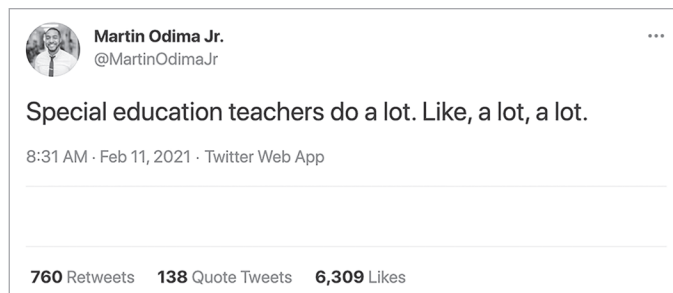 Martin Odima Jr.
@MartinOdimaJr
Special education teachers do a lot. Like, a lot, a lot.
8:31 AM · Feb 11, 2021 · Twitter Web App
760 Retweets 138 Quote Tweets 6,309 Likes